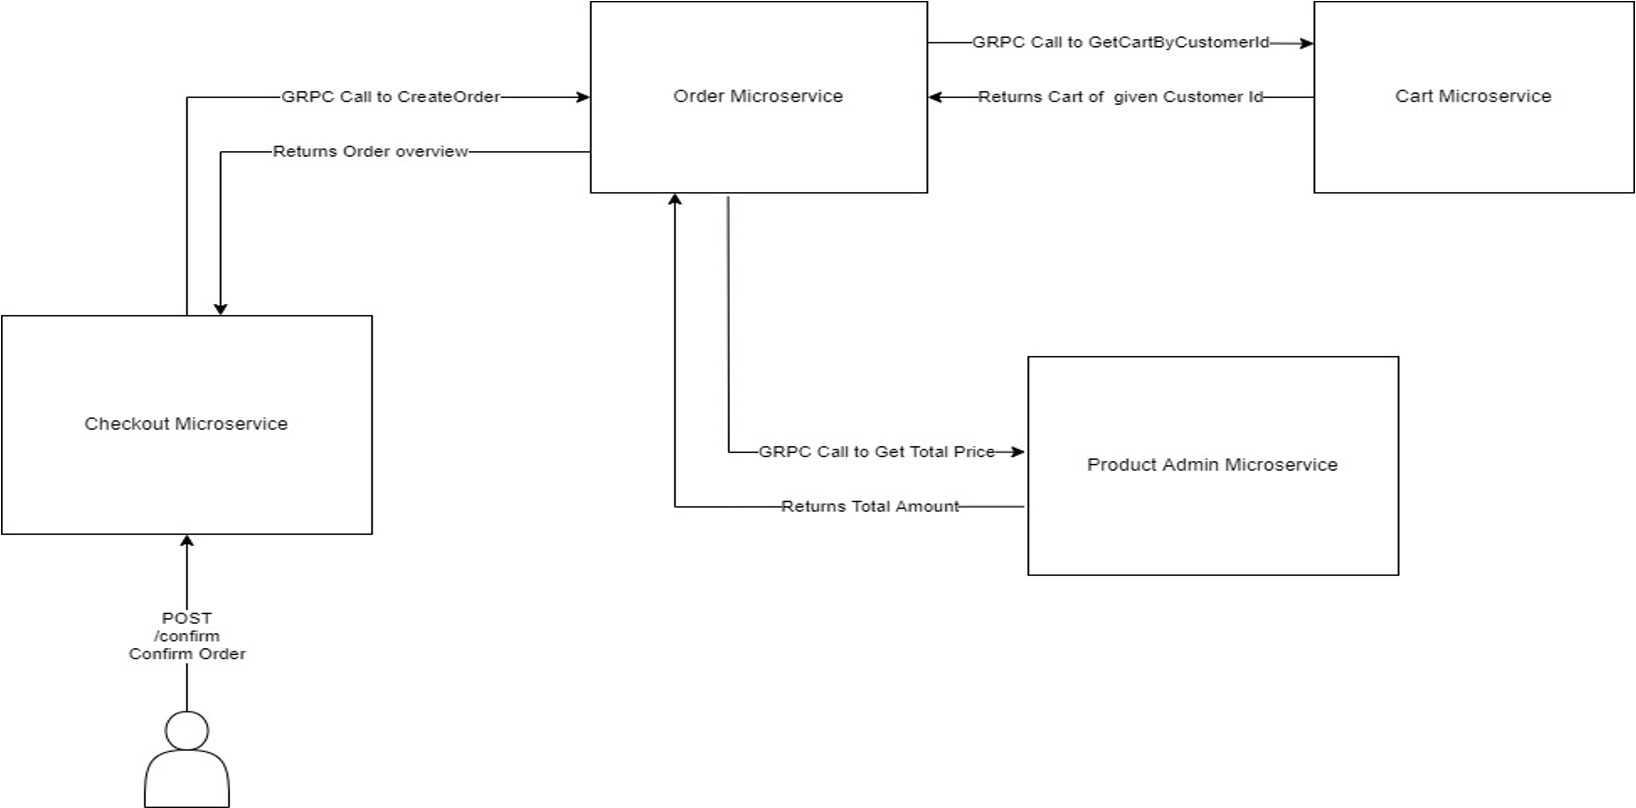 GRPC Call to GetCartByCustomerId
GRPC Call to CreateOrder
Order Microservice
Returns Cart of given Customer Id
Cart Microservice
Returns Order overview
Checkout Microservice
GRPC Call to Get Total Price
Product Admin Microservice
Returns Total Amount
POST
/confirm
Confirm Order